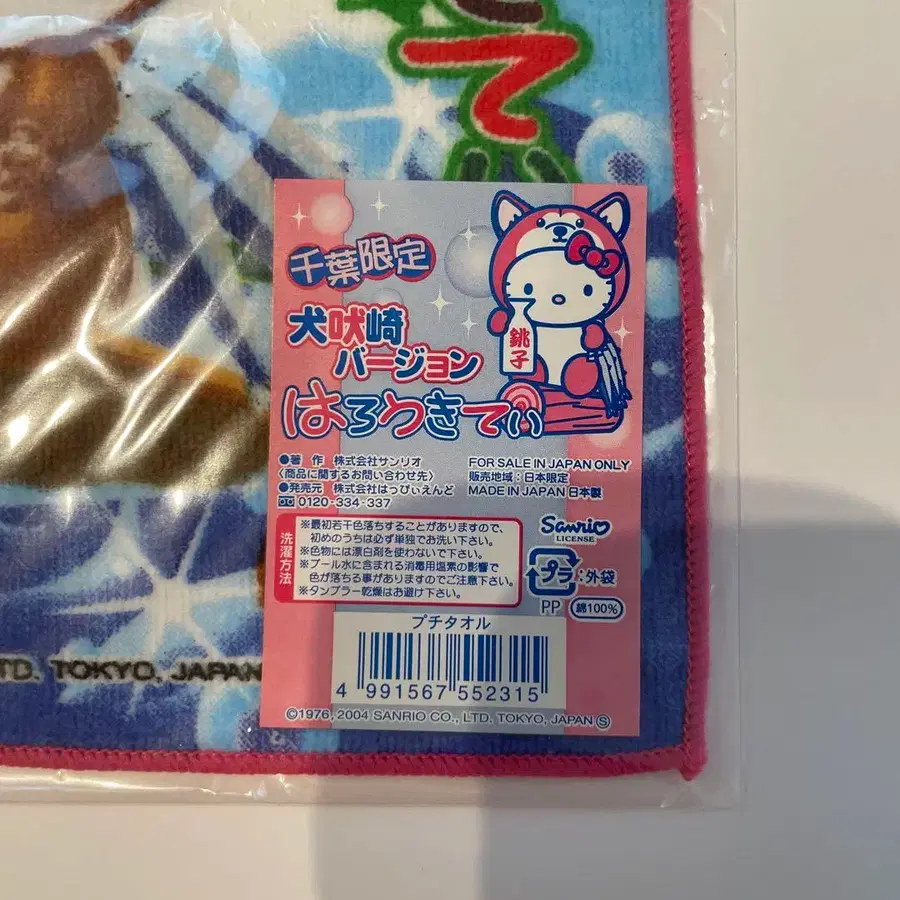 てぃ
千葉限定
犬吠崎
バージョン
はろうきてぃ
銚子
●著 作 株式会社サンリオ
〈商品に関するお問い合わせ先〉
●発売元 株式会社はっぴぃえんど
0120-334-337
FOR SALE IN JAPAN ONLY
販売地域：日本限定
MADE IN JAPAN 日本製
洗濯方法
※最初若干色落ちすることがありますので、
初めのうちは必ず単独でお洗い下さい。
※色物には漂白剤を使わないで下さい。
※プール水に含まれる消毒用塩素の影響で
色が落ちる事がありますのでご注意下さい。
※タンブラー乾燥はお避け下さい。
Sanrio
LICENSE
プラ：外袋
PP 綿100%
プチタオル
4 991567 552315
©1976, 2004 SANRIO CO., LTD. TOKYO, JAPAN Ⓢ
TD. TOKYO, JAPAN